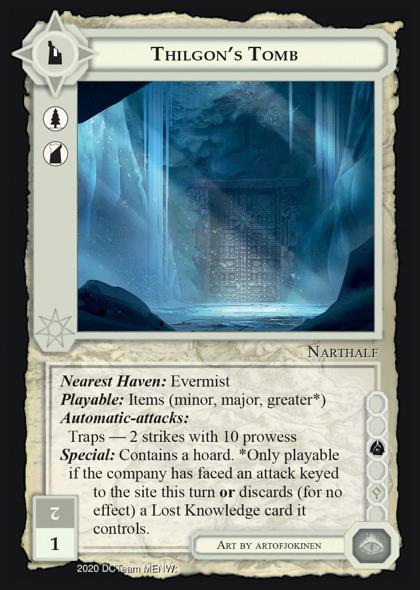 Thilgon's Tomb
Narthalf
Nearest Haven: Evermist
Playable: Items (minor, major, greater*)
Automatic-attacks:
Traps — 2 strikes with 10 prowess
Special: Contains a hoard. *Only playable
if the company has faced an attack keyed
to the site this turn or discards (for no
effect) a Lost Knowledge card it
controls.
2
1
Art by artofjokinen
2020 DCTeam MENW: